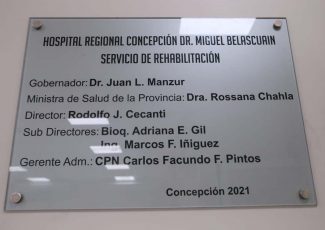 HOSPITAL REGIONAL CONCEPCIÓN DR. MIGUEL BELASCUAIN
SERVICIO DE REHABILITACIÓN
Gobernador: Dr. Juan L. Manzur
Ministra de Salud de la Provincia: Dra. Rossana Chahla
Director: Rodolfo J. Cecanti
Sub Directores: Bioq. Adriana E. Gil
Ing. Marcos F. Iñiguez
Gerente Adm.: CPN Carlos Facundo F. Pintos
Concepción 2021